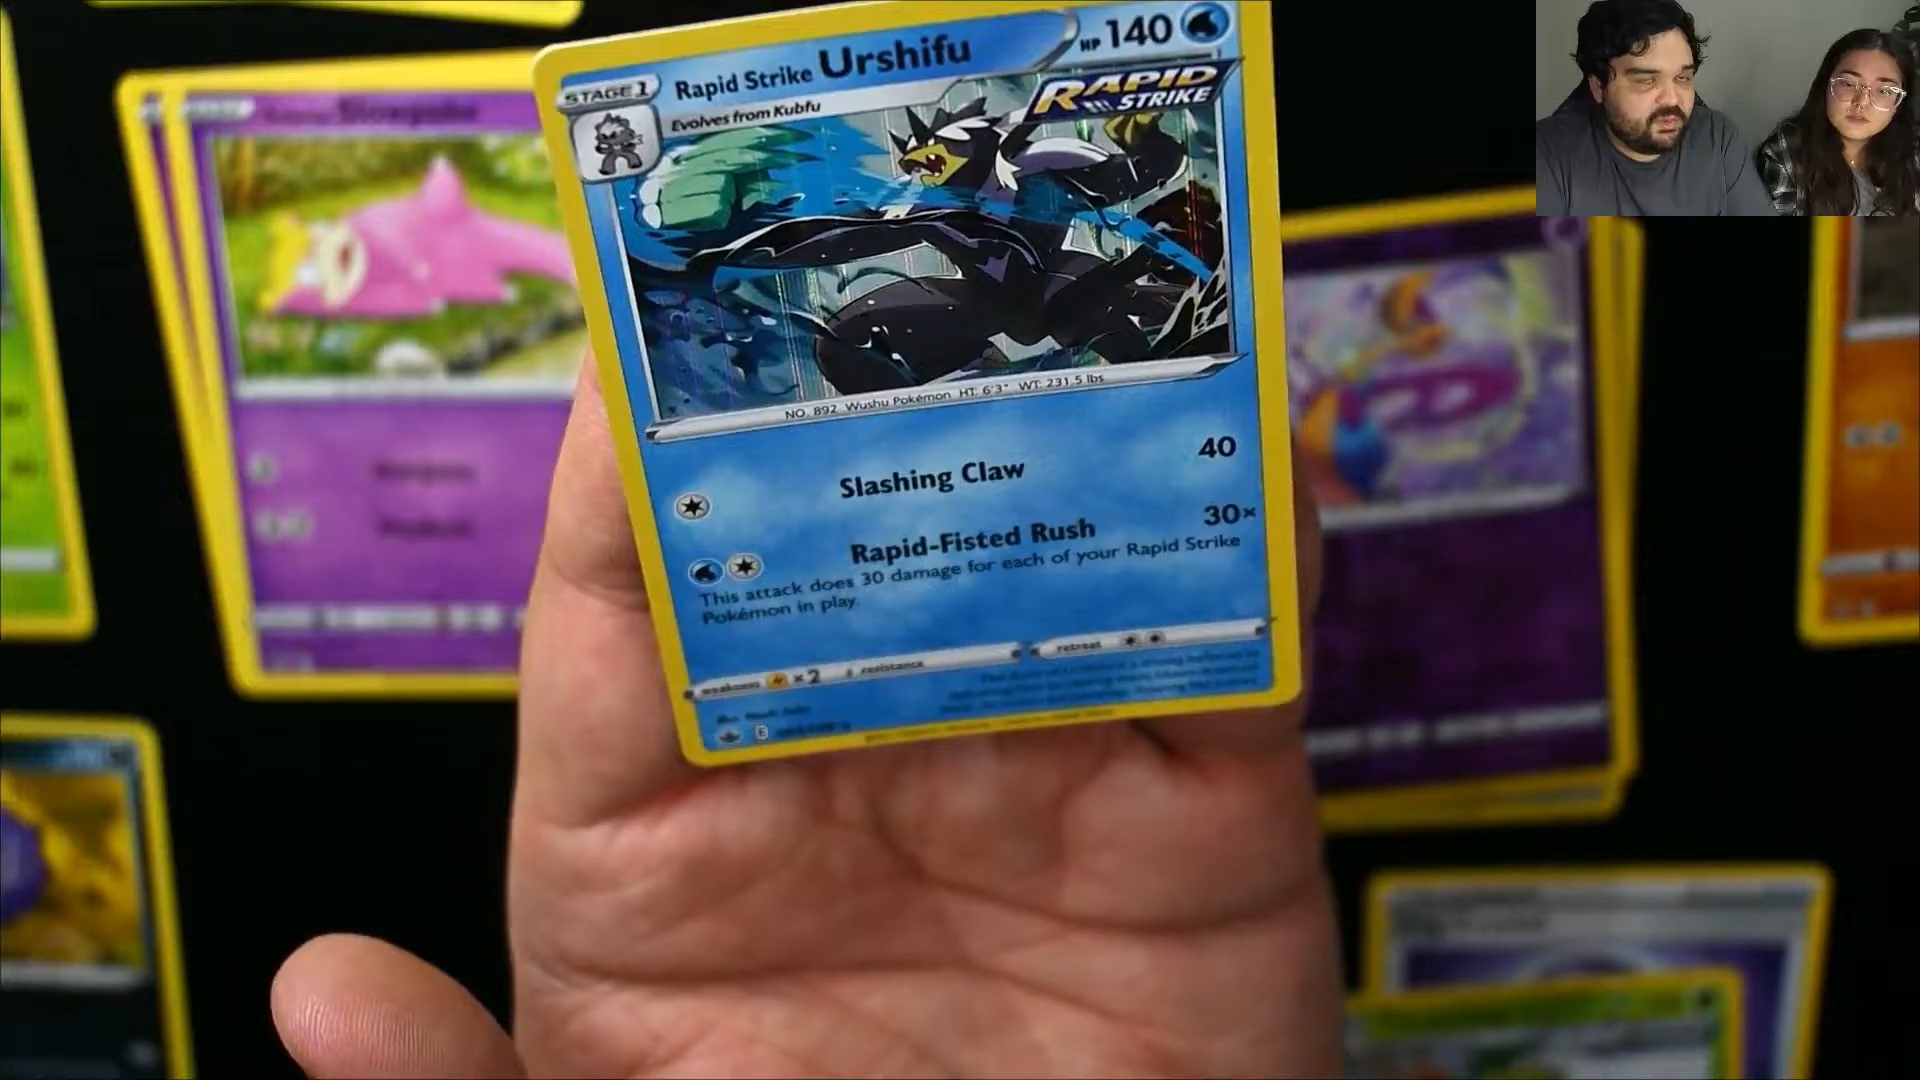 STAGE 1
Rapid Strike Urshifu
HP 140
Evolves from Kubfu
RAPID
STRIKE
NO. 892 Wushu Pokémon HT: 6'3" WT: 231.5 lbs
Slashing Claw 40
Rapid-Fisted Rush 30×
This attack does 30 damage for each of your Rapid Strike
Pokémon in play.
weakness ×2 resistance retreat
E
Slowpoke